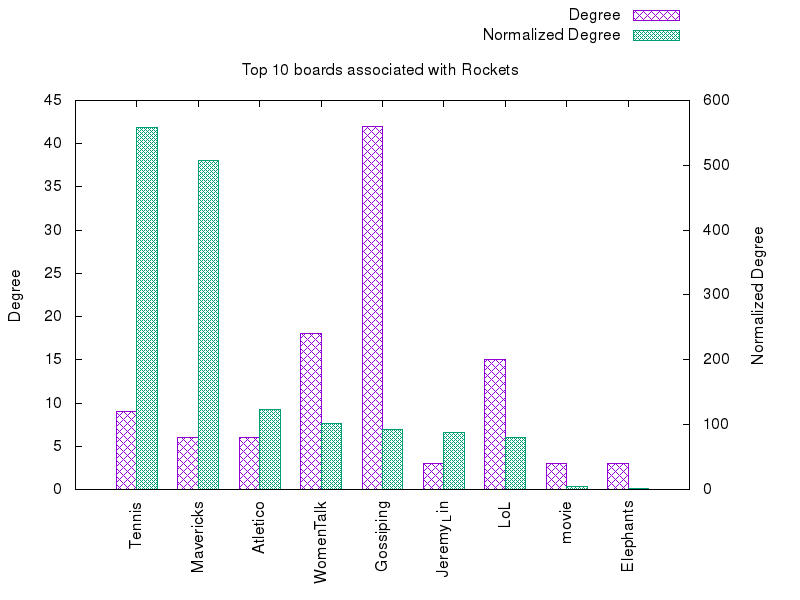 Degree
Normalized Degree
Top 10 boards associated with Rockets
45
40
35
30
25
20
15
10
5
0
600
500
400
300
200
100
0
Degree
Normalized Degree
Tennis
Mavericks
Atletico
WomenTalk
Gossiping
Jeremy_Lin
LoL
movie
Elephants